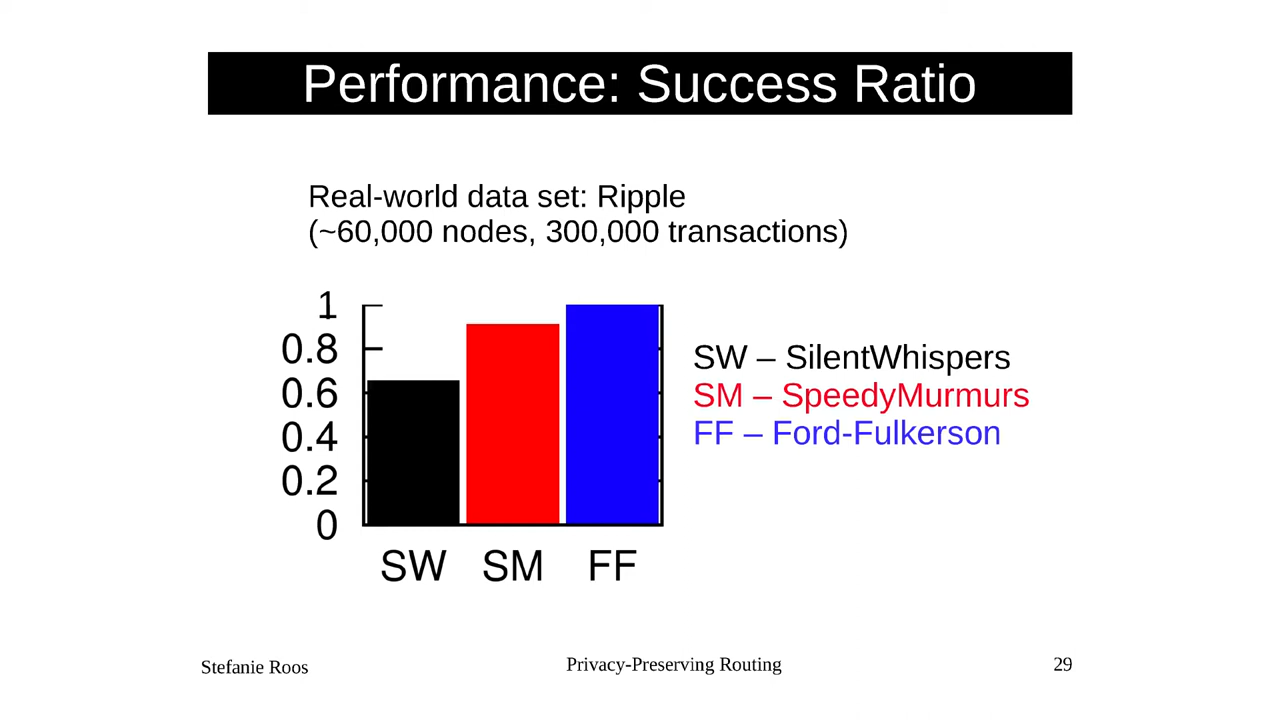 Performance: Success Ratio
Real-world data set: Ripple
(~60,000 nodes, 300,000 transactions)
1
0.8
0.6
0.4
0.2
0
SW SM FF
SW – SilentWhispers
SM – SpeedyMurmurs
FF – Ford-Fulkerson
Stefanie Roos
Privacy-Preserving Routing
29